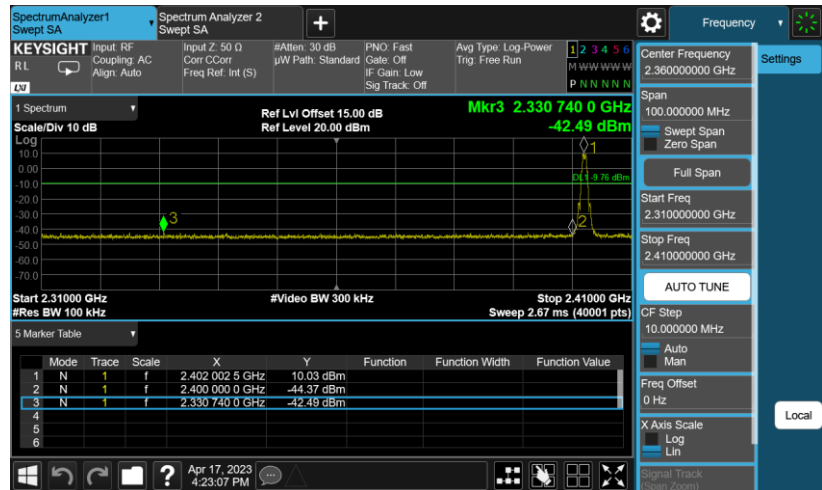 SpectrumAnalyzer1
Swept SA
Spectrum Analyzer 2
Swept SA
Frequency
KEYSIGHT
RL
LXI
Input: RF
Coupling: AC
Align: Auto
Input Z: 50 Ω
Corr CCorr
Freq Ref: Int (S)
#Atten: 30 dB
µW Path: Standard
PNO: Fast
Gate: Off
IF Gain: Low
Sig Track: Off
Avg Type: Log-Power
Trig: Free Run
1 2 3 4 5 6
M W W W W W
P N N N N N
1 Spectrum
Scale/Div 10 dB
Ref Lvl Offset 15.00 dB
Ref Level 20.00 dBm
Mkr3 2.330 740 0 GHz
-42.49 dBm
Log
10.0
0.00
-10.0
-20.0
-30.0
-40.0
-50.0
-60.0
-70.0
1
DL1 -9.76 dBm
3
2
Start 2.31000 GHz
#Res BW 100 kHz
#Video BW 300 kHz
Stop 2.41000 GHz
Sweep 2.67 ms (40001 pts)
5 Marker Table
Mode Trace Scale X Y Function Function Width Function Value
1 N 1 f 2.402 002 5 GHz 10.03 dBm
2 N 1 f 2.400 000 0 GHz -44.37 dBm
3 N 1 f 2.330 740 0 GHz -42.49 dBm
4
5
6
Apr 17, 2023
4:23:07 PM
Center Frequency
2.360000000 GHz
Settings
Span
100.000000 MHz
Swept Span
Zero Span
Full Span
Start Freq
2.310000000 GHz
Stop Freq
2.410000000 GHz
AUTO TUNE
CF Step
10.000000 MHz
Auto
Man
Freq Offset
0 Hz
Local
X Axis Scale
Log
Lin
Signal Track
(Span Zoom)